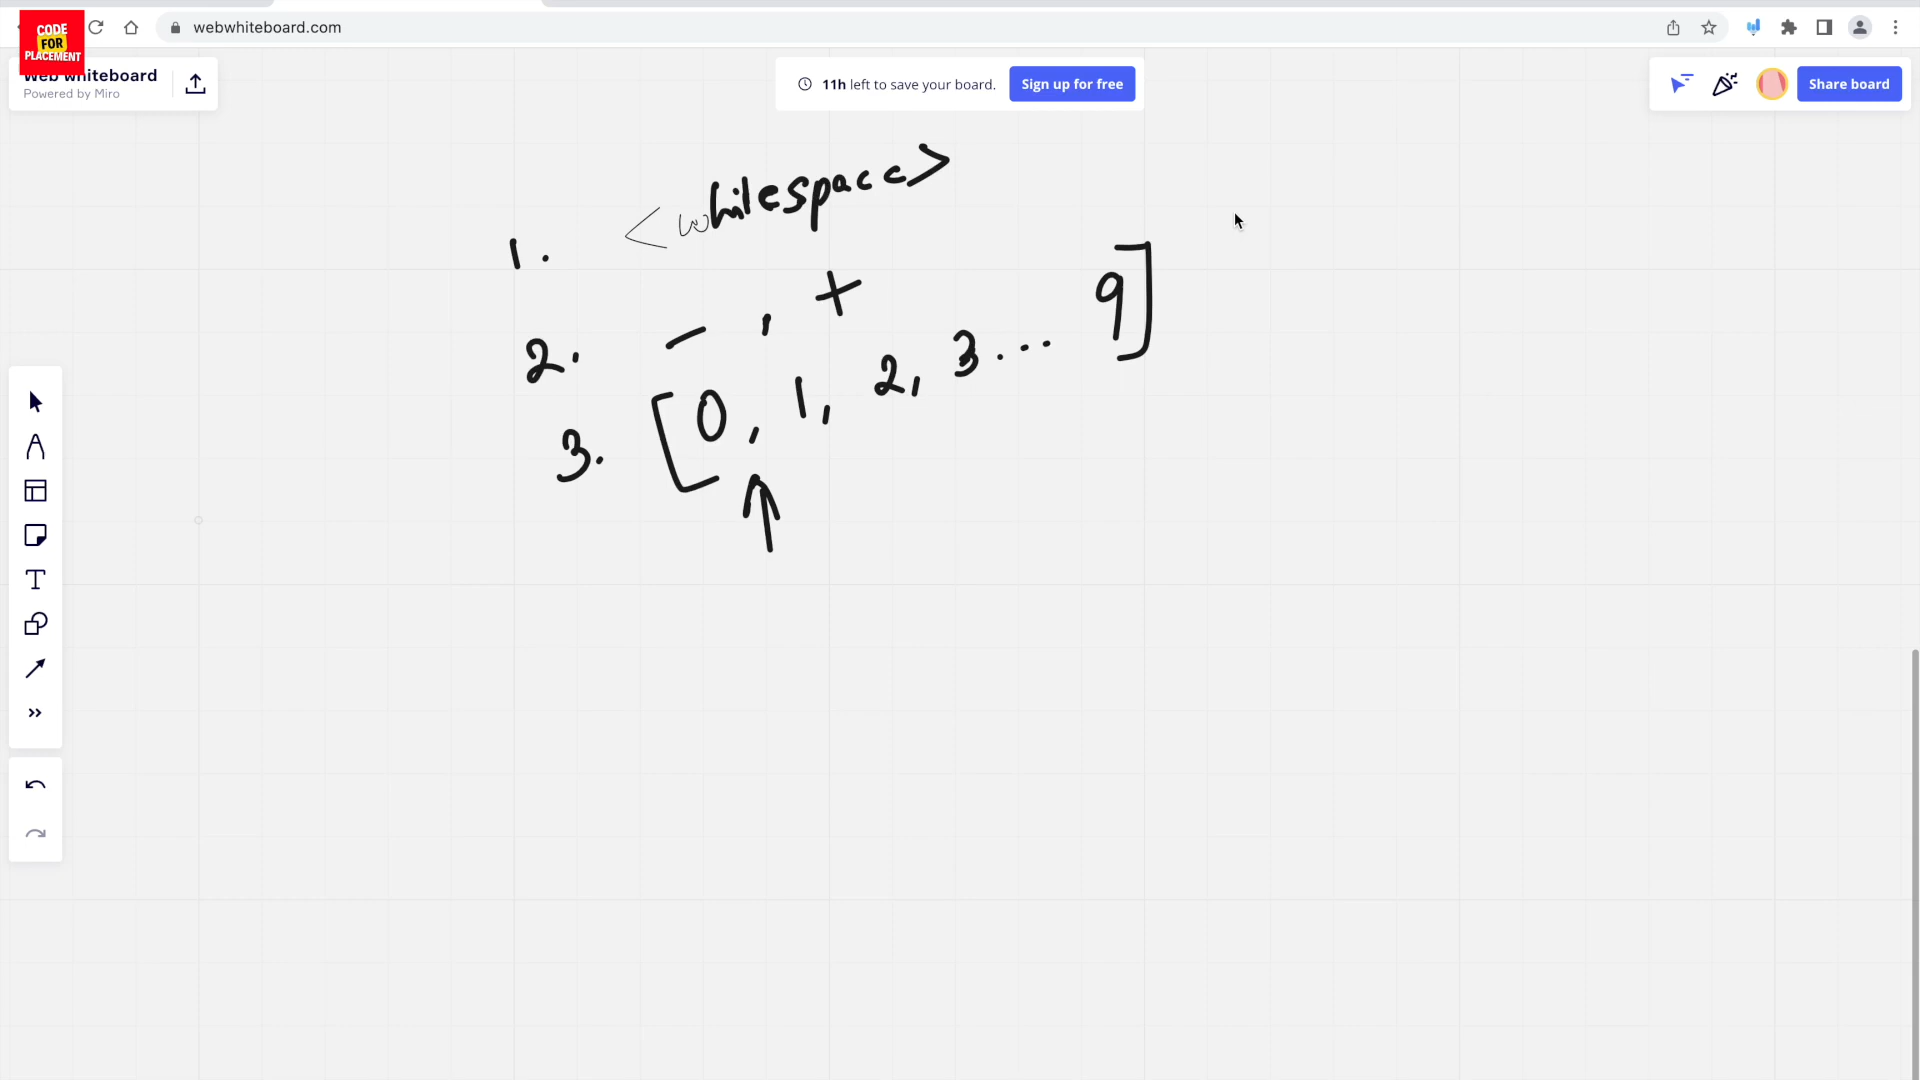 CODE
FOR
PLACEMENT
webwhiteboard.com
Web whiteboard
Powered by Miro
11h left to save your board.
Sign up for free
Share board
1. <whitespace>
2. - , +
3. [0, 1, 2, 3... 9]